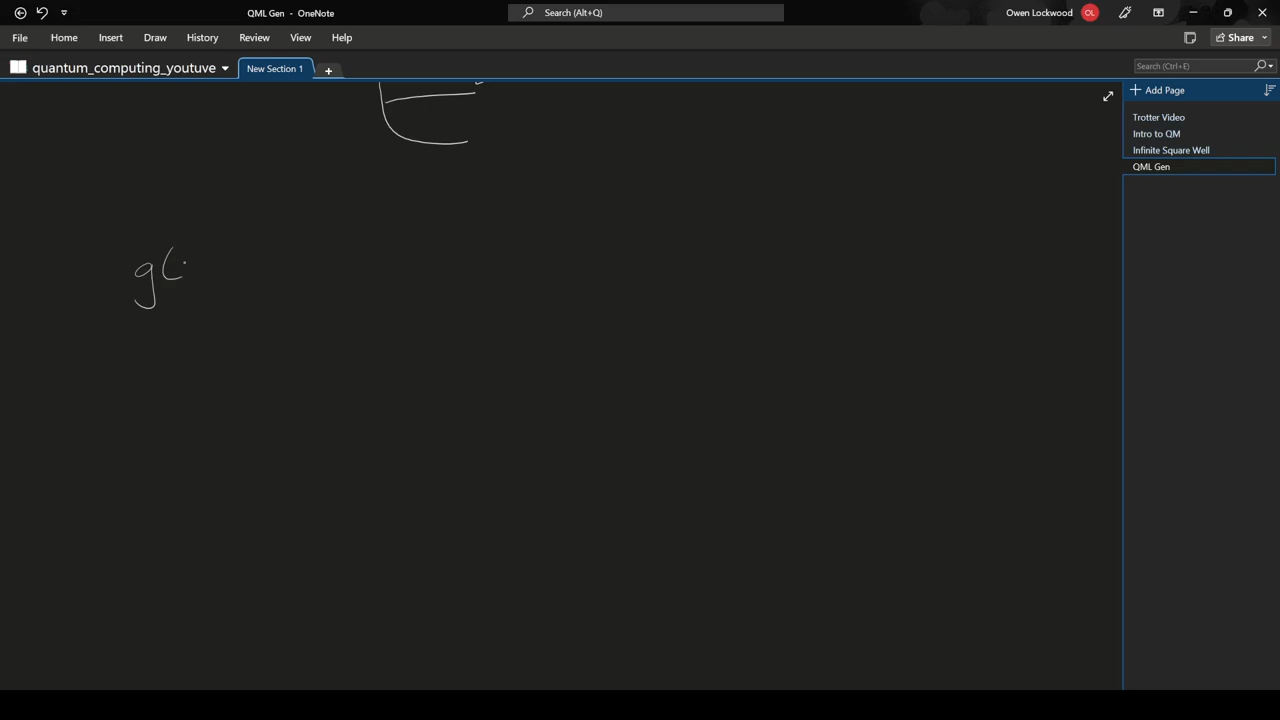 QML Gen - OneNote
Search (Alt+Q)
Owen Lockwood
OL
File Home Insert Draw History Review View Help
Share
quantum_computing_youtuve
New Section 1
+
Search (Ctrl+E)
Add Page
Trotter Video
Intro to QM
Infinite Square Well
QML Gen
g(